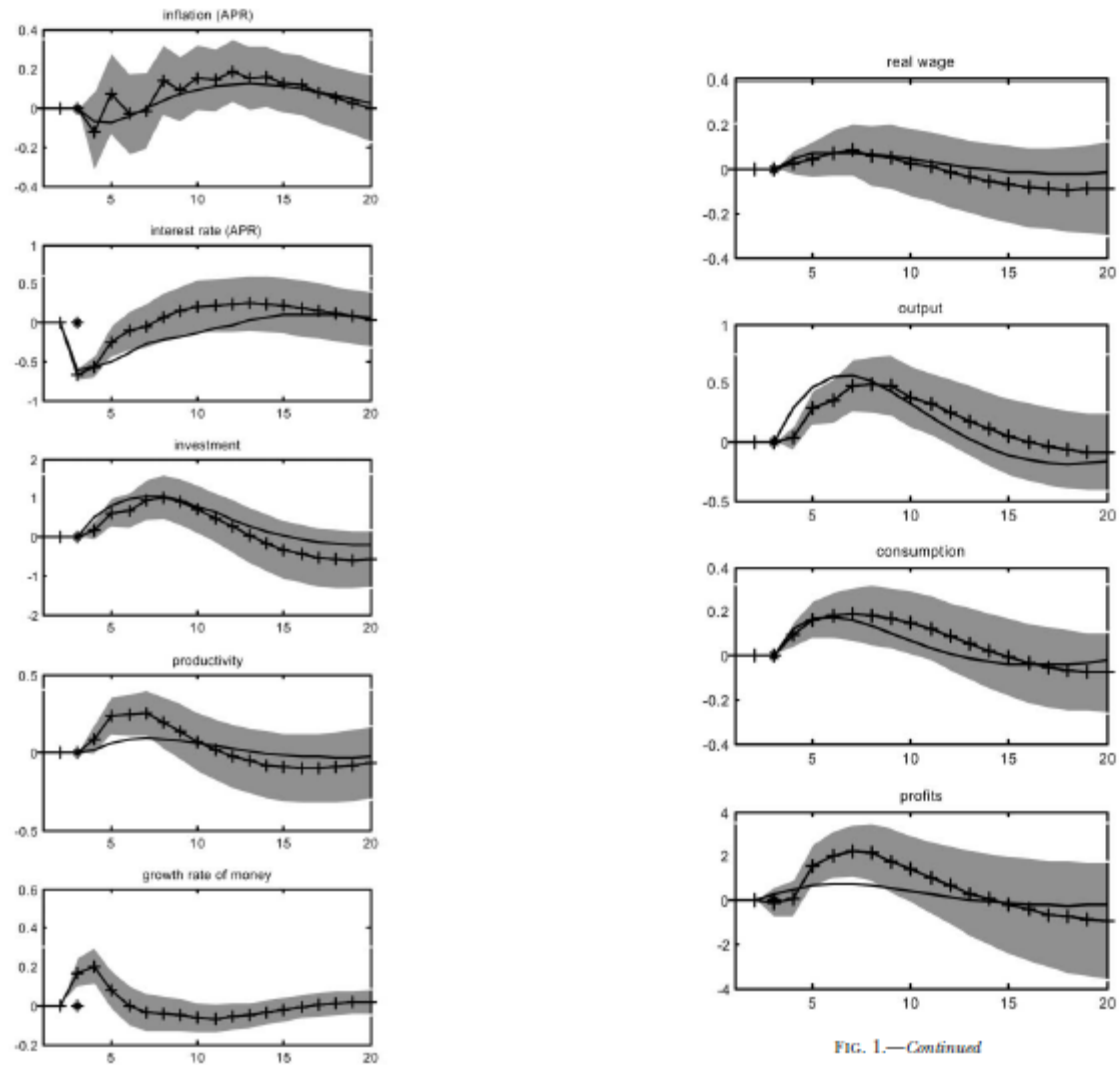 inflation (APR)
0.4
0.2
0
-0.2
-0.4
5 10 15 20
interest rate (APR)
1
0.5
0
-0.5
-1
5 10 15 20
investment
2
1
0
-1
-2
5 10 15 20
productivity
0.5
0
-0.5
5 10 15 20
growth rate of money
0.6
0.4
0.2
0
-0.2
5 10 15 20
real wage
0.4
0.2
0
-0.2
-0.4
5 10 15 20
output
1
0.5
0
-0.5
5 10 15 20
consumption
0.4
0.2
0
-0.2
-0.4
5 10 15 20
profits
4
2
0
-2
-4
5 10 15 20
FIG. 1.—Continued